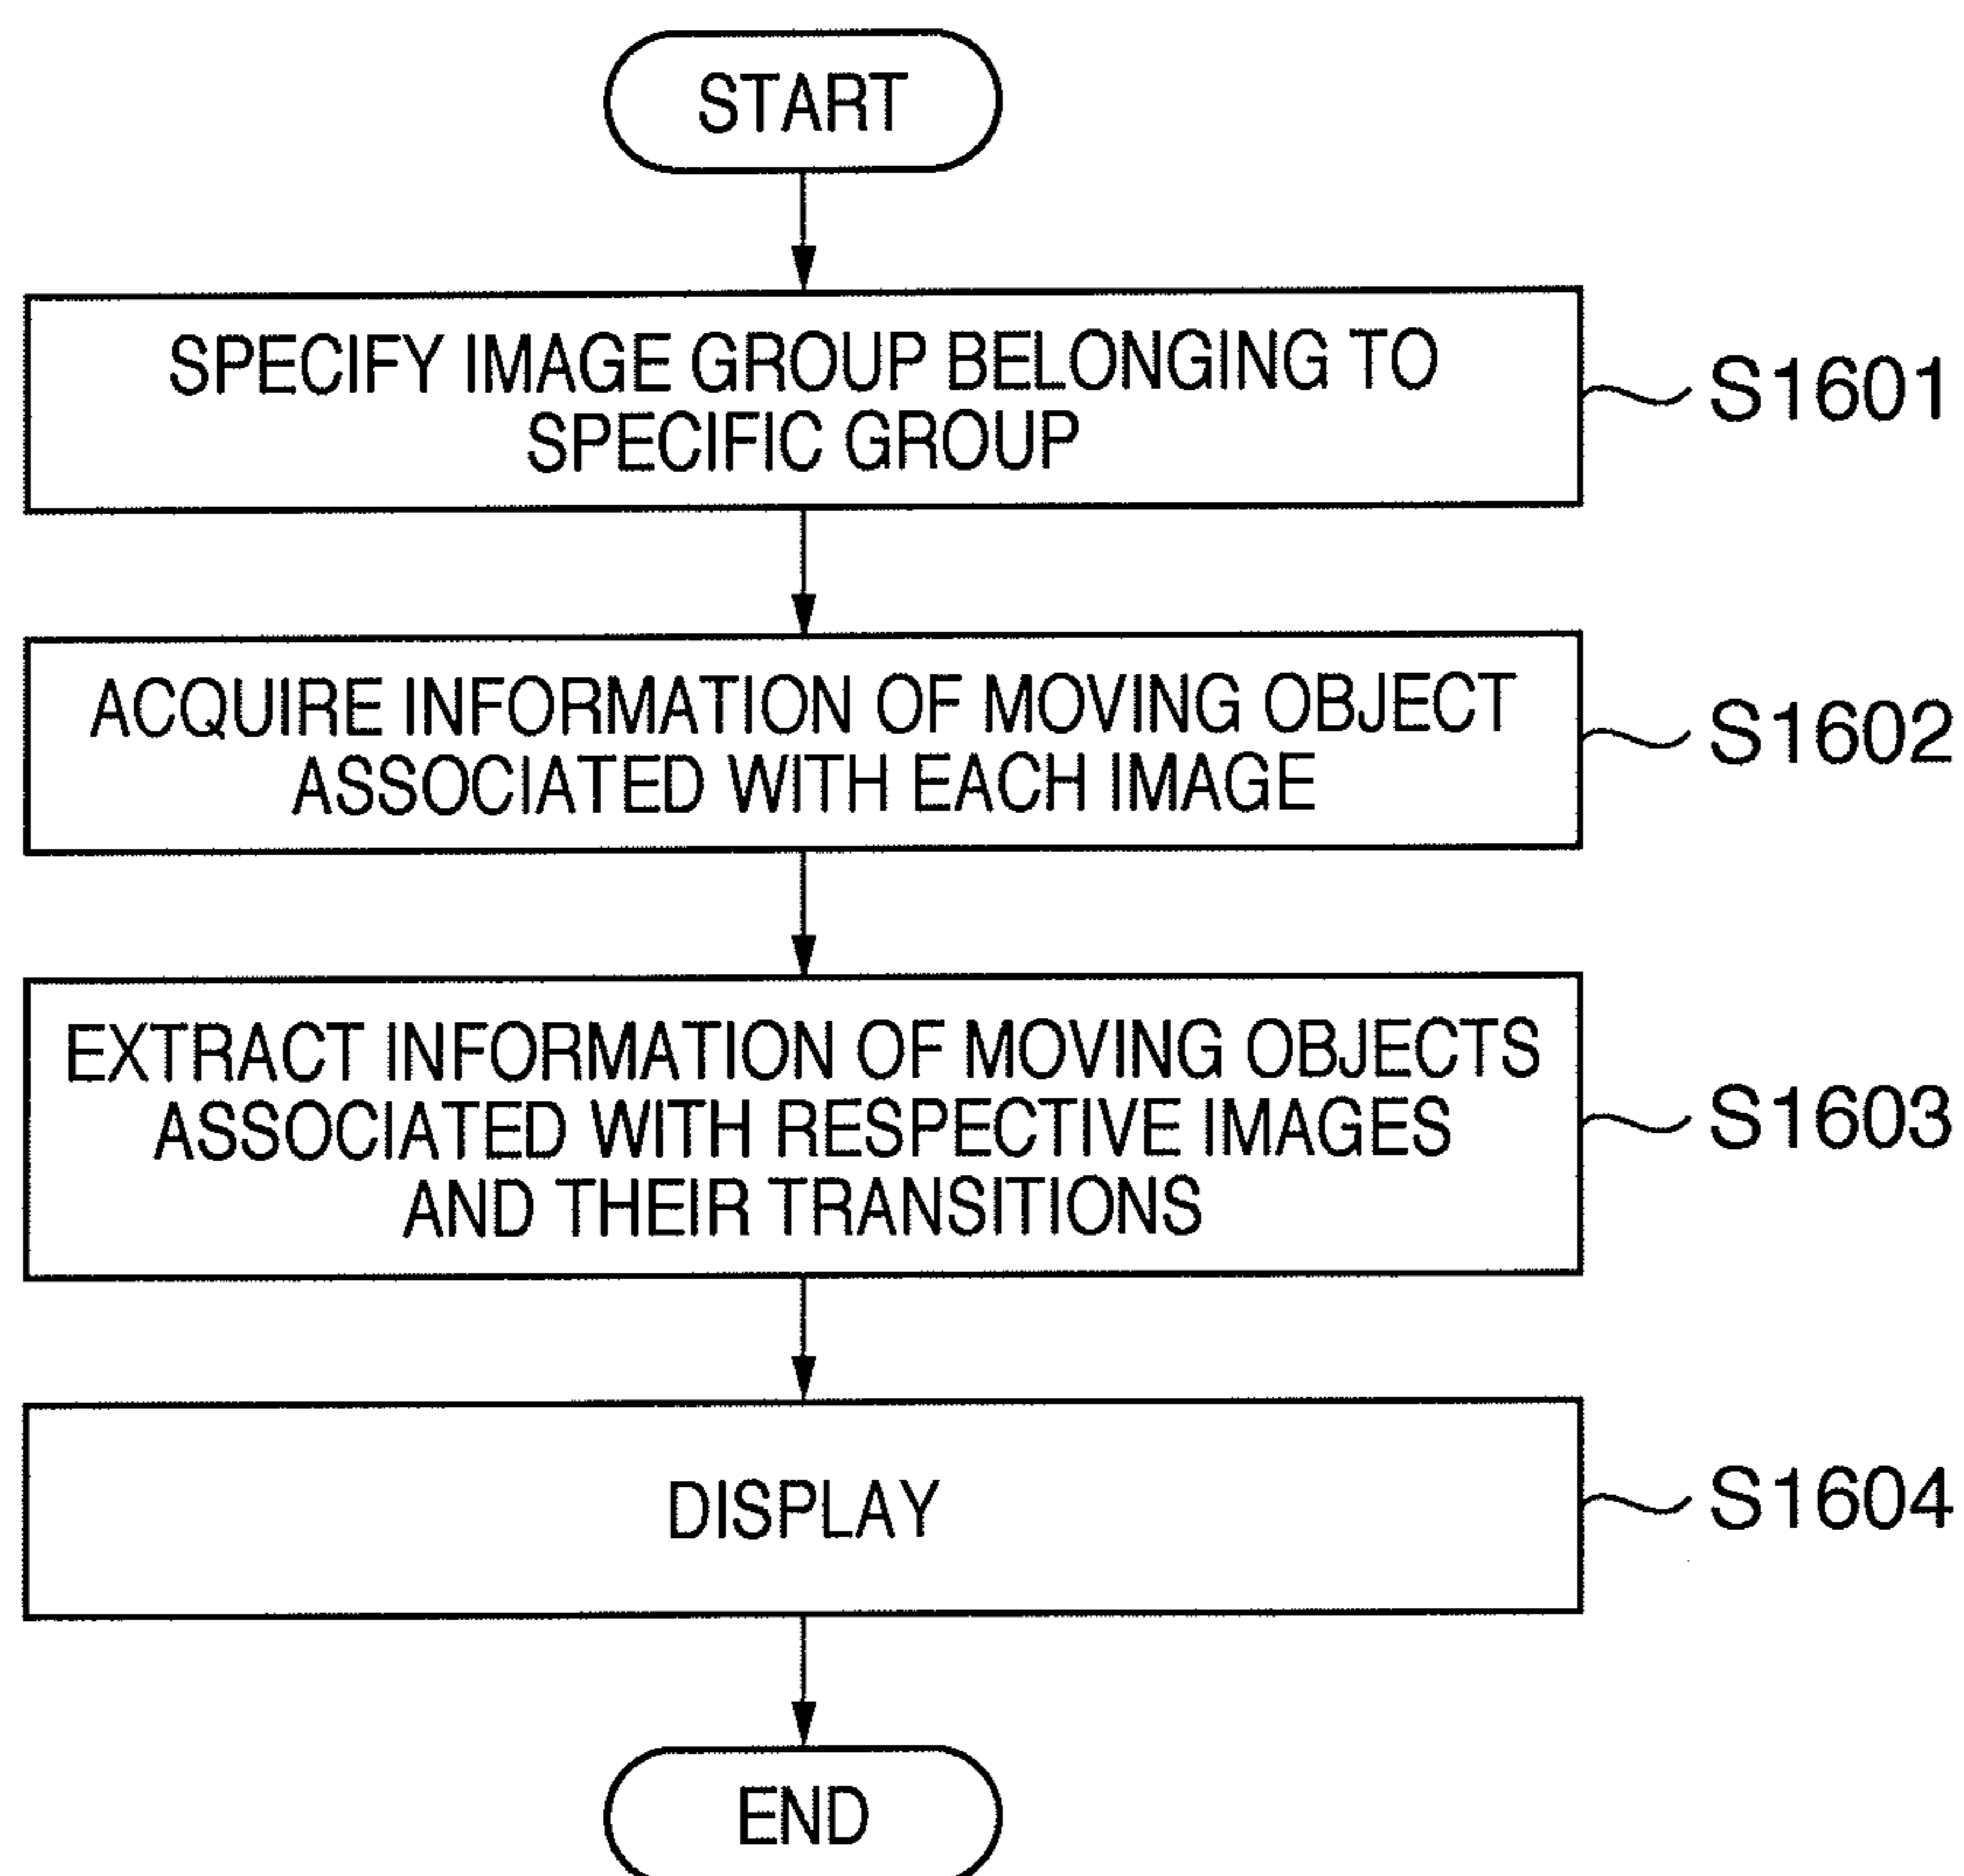 START
SPECIFY IMAGE GROUP BELONGING TO
SPECIFIC GROUP
S1601
ACQUIRE INFORMATION OF MOVING OBJECT
ASSOCIATED WITH EACH IMAGE
S1602
EXTRACT INFORMATION OF MOVING OBJECTS
ASSOCIATED WITH RESPECTIVE IMAGES
AND THEIR TRANSITIONS
S1603
DISPLAY
S1604
END